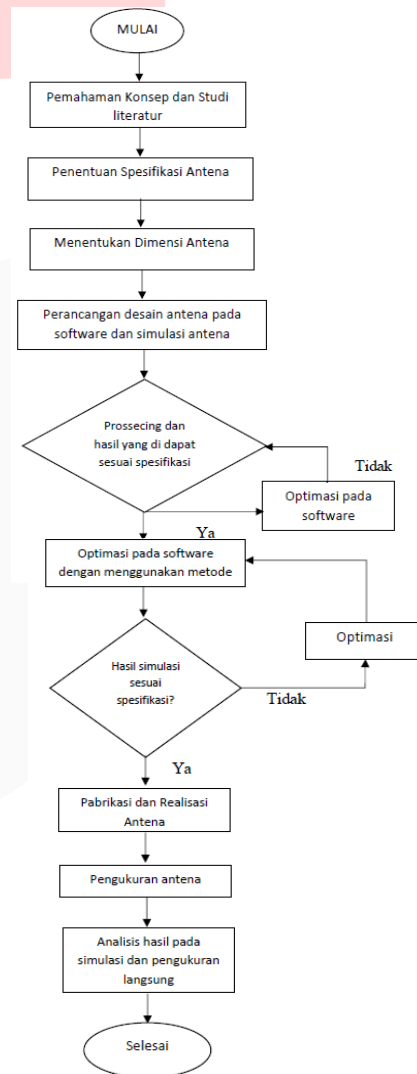 MULAI
Pemahaman Konsep dan Studi
literatur
Penentuan Spesifikasi Antena
Menentukan Dimensi Antena
Perancangan desain antena pada
software dan simulasi antena
Prossecing dan
hasil yang di dapat
sesuai spesifikasi
Tidak
Optimasi pada
software
Ya
Optimasi pada software
dengan menggunakan metode
Optimasi
Hasil simulasi
sesuai
spesifikasi?
Tidak
Ya
Pabrikasi dan Realisasi
Antena
Pengukuran antena
Analisis hasil pada
simulasi dan pengukuran
langsung
Selesai